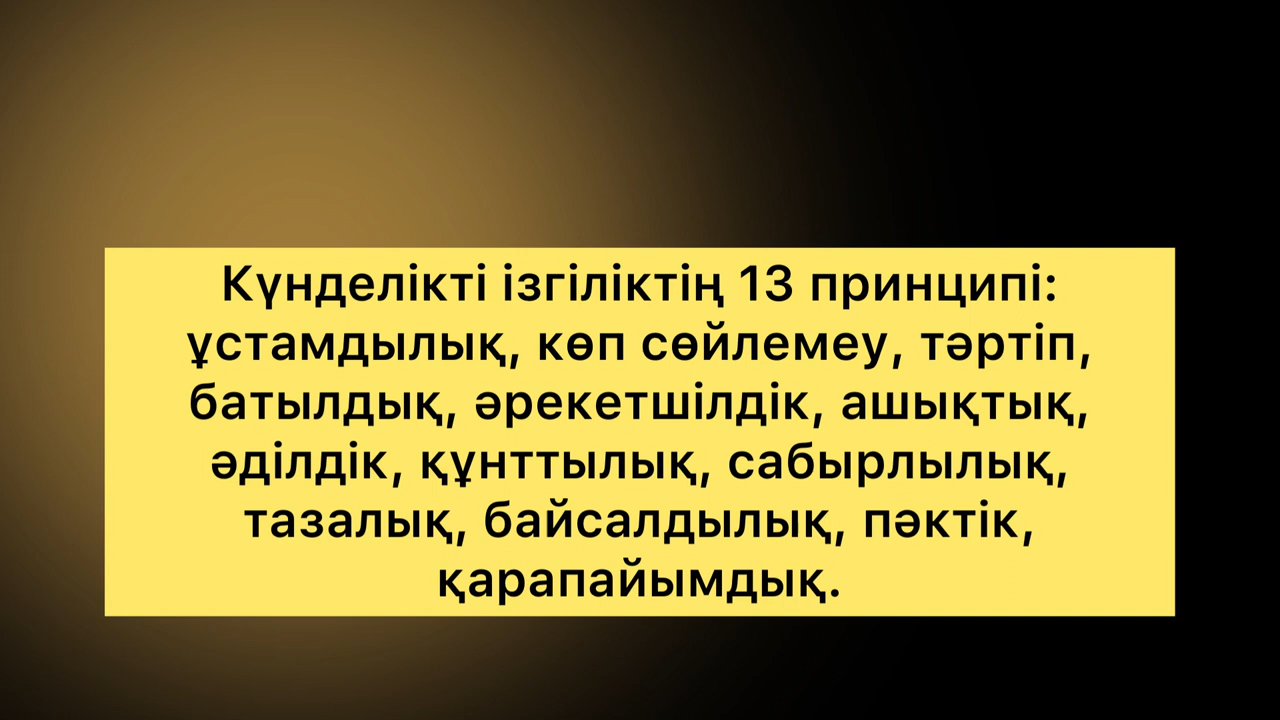 Күнделікті ізгіліктің 13 принципі:
ұстамдылық, көп сөйлемеу, тәртіп,
батылдық, әрекетшілдік, ашықтық,
әділдік, құнттылық, сабырлылық,
тазалық, байсалдылық, пәктік,
қарапайымдық.